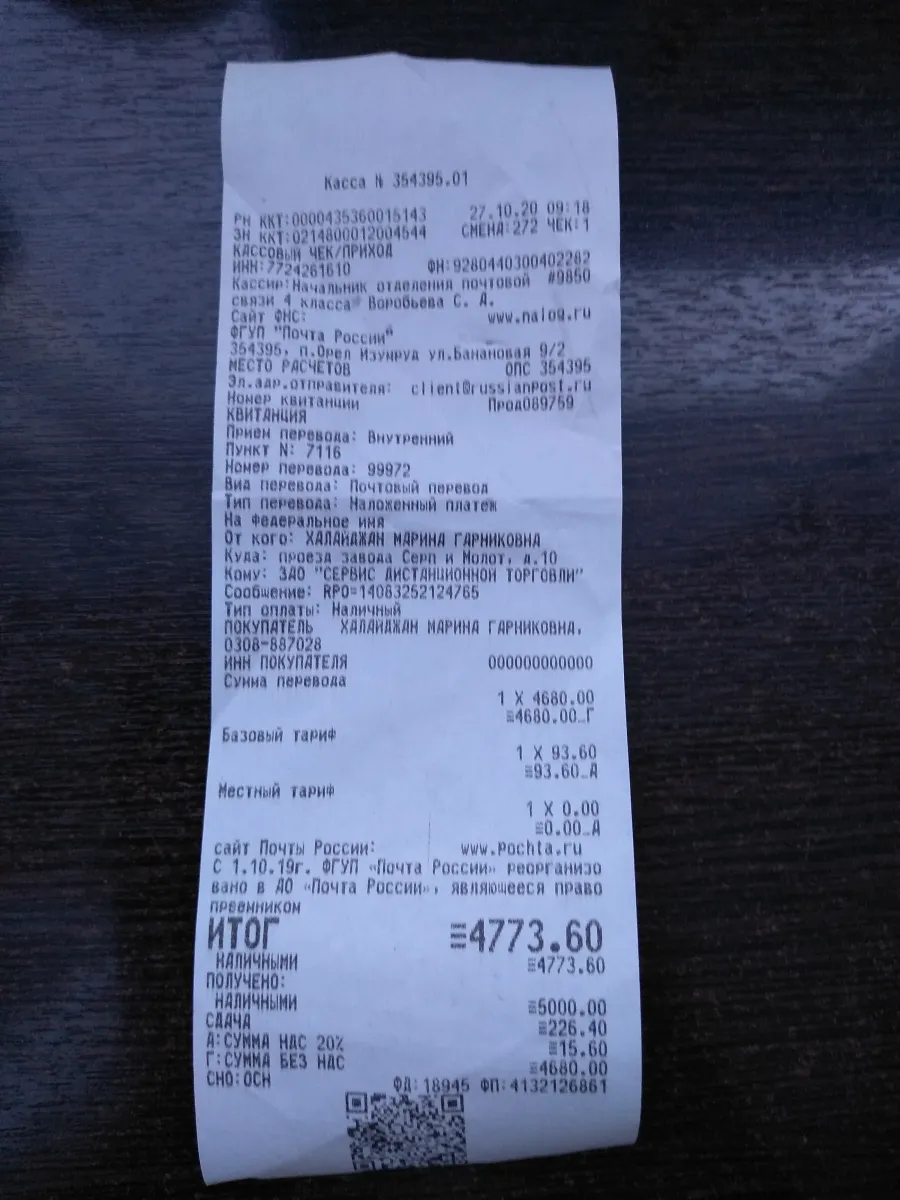 Касса № 354395.01
РН ККТ:0000435360015143 27.10.20 09:18
ЗН ККТ:0214800012004544 СМЕНА:272 ЧЕК:1
КАССОВЫЙ ЧЕК/ПРИХОД
ИНН:7724261610 ФН:9280440300402282
Кассир:Начальник отделения почтовой #9850
связи 4 класса Воробьева С. А.
Сайт ФНС: www.nalog.ru
ФГУП "Почта России"
354395, п.Орел Изумруд ул.Банановая 9/2
МЕСТО РАСЧЕТОВ ОПС 354395
Эл.адр.отправителя: client@russianpost.ru
Номер квитанции Прод089759
КВИТАНЦИЯ
Прием перевода: Внутренний
Пункт N: 7116
Номер перевода: 99972
Вид перевода: Почтовый перевод
Тип перевода: Наложенный платеж
На Федеральное имя
От кого: ХАЛАЙДЖАН МАРИНА ГАРНИКОВНА
Куда: проезд завода Серп и Молот, д.10
Кому: ЗАО "СЕРВИС ДИСТАНЦИОННОЙ ТОРГОВЛИ"
Сообщение: RPO=14083252124765
Тип оплаты: Наличный
ПОКУПАТЕЛЬ ХАЛАЙДЖАН МАРИНА ГАРНИКОВНА,
0308-887028
ИНН ПОКУПАТЕЛЯ 000000000000
Сумма перевода
1 X 4680.00
≡4680.00_Г
Базовый тариф
1 X 93.60
≡93.60_А
Местный тариф
1 X 0.00
≡0.00_А
сайт Почты России: www.pochta.ru
С 1.10.19г. ФГУП «Почта России» реорганизо
вано в АО «Почта России», являющееся право
преемником
ИТОГ ≡4773.60
НАЛИЧНЫМИ ≡4773.60
ПОЛУЧЕНО:
НАЛИЧНЫМИ ≡5000.00
СДАЧА ≡226.40
А:СУММА НДС 20% ≡15.60
Г:СУММА БЕЗ НДС ≡4680.00
СНО:ОСН ФД:18945 ФП:4132126861